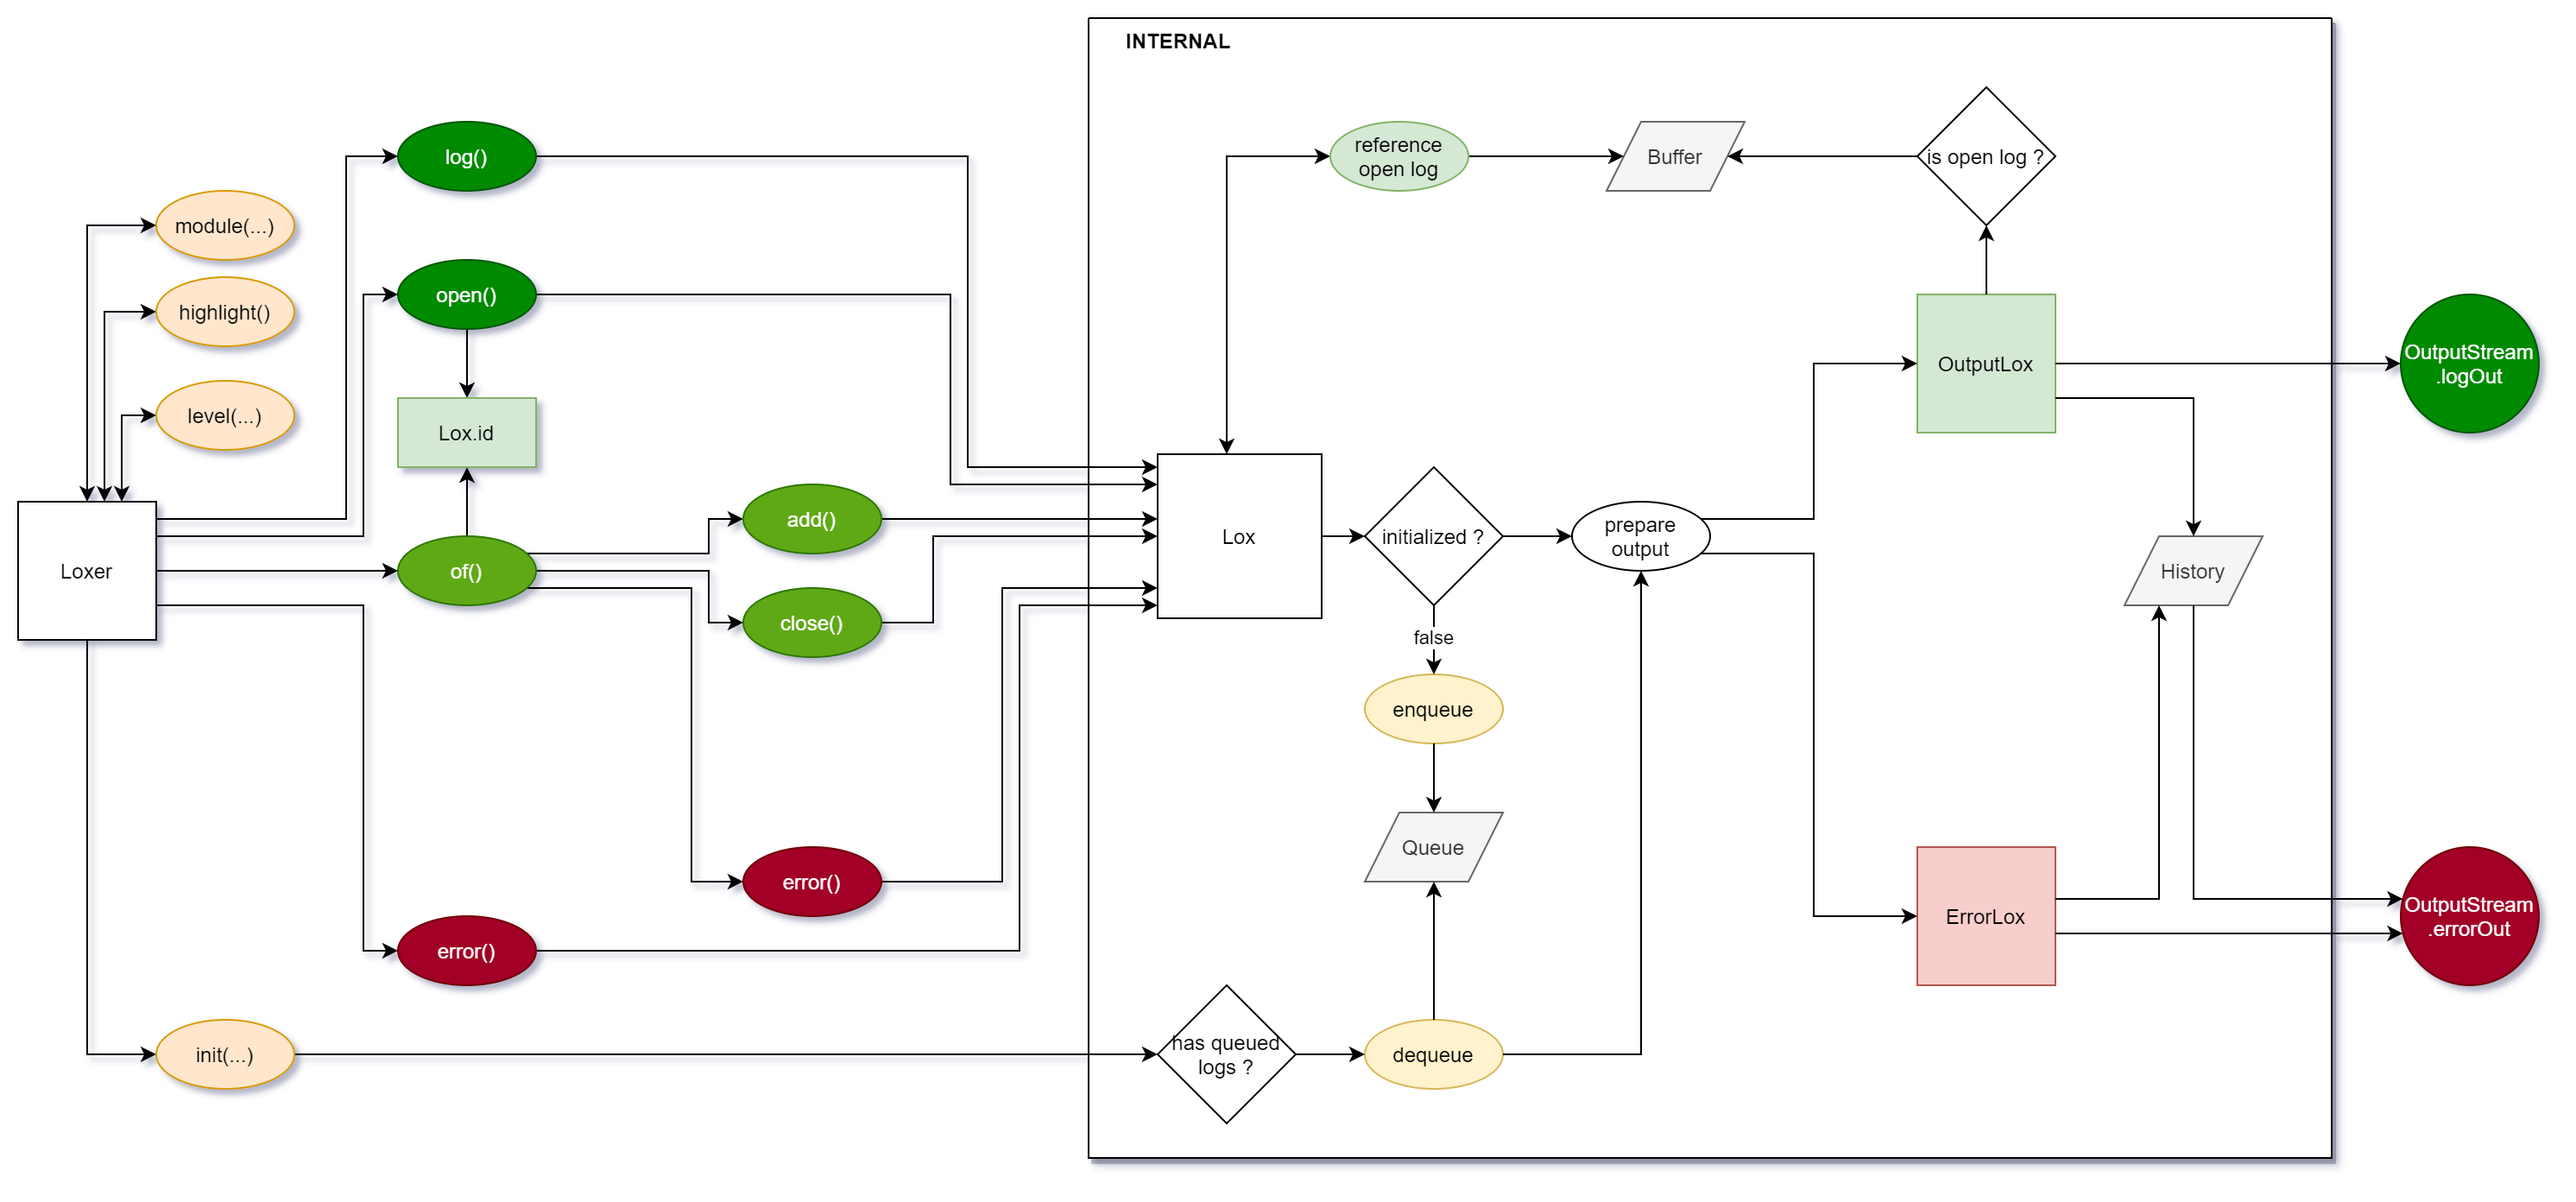 INTERNAL
log()
reference
open log
Buffer
is open log ?
module(...)
open()
highlight()
OutputLox
OutputStream
.logOut
level(...)
Lox.id
add()
Lox
initialized ?
prepare
output
Loxer
of()
History
close()
false
enqueue
Queue
error()
ErrorLox
OutputStream
.errorOut
error()
init(...)
has queued
logs ?
dequeue